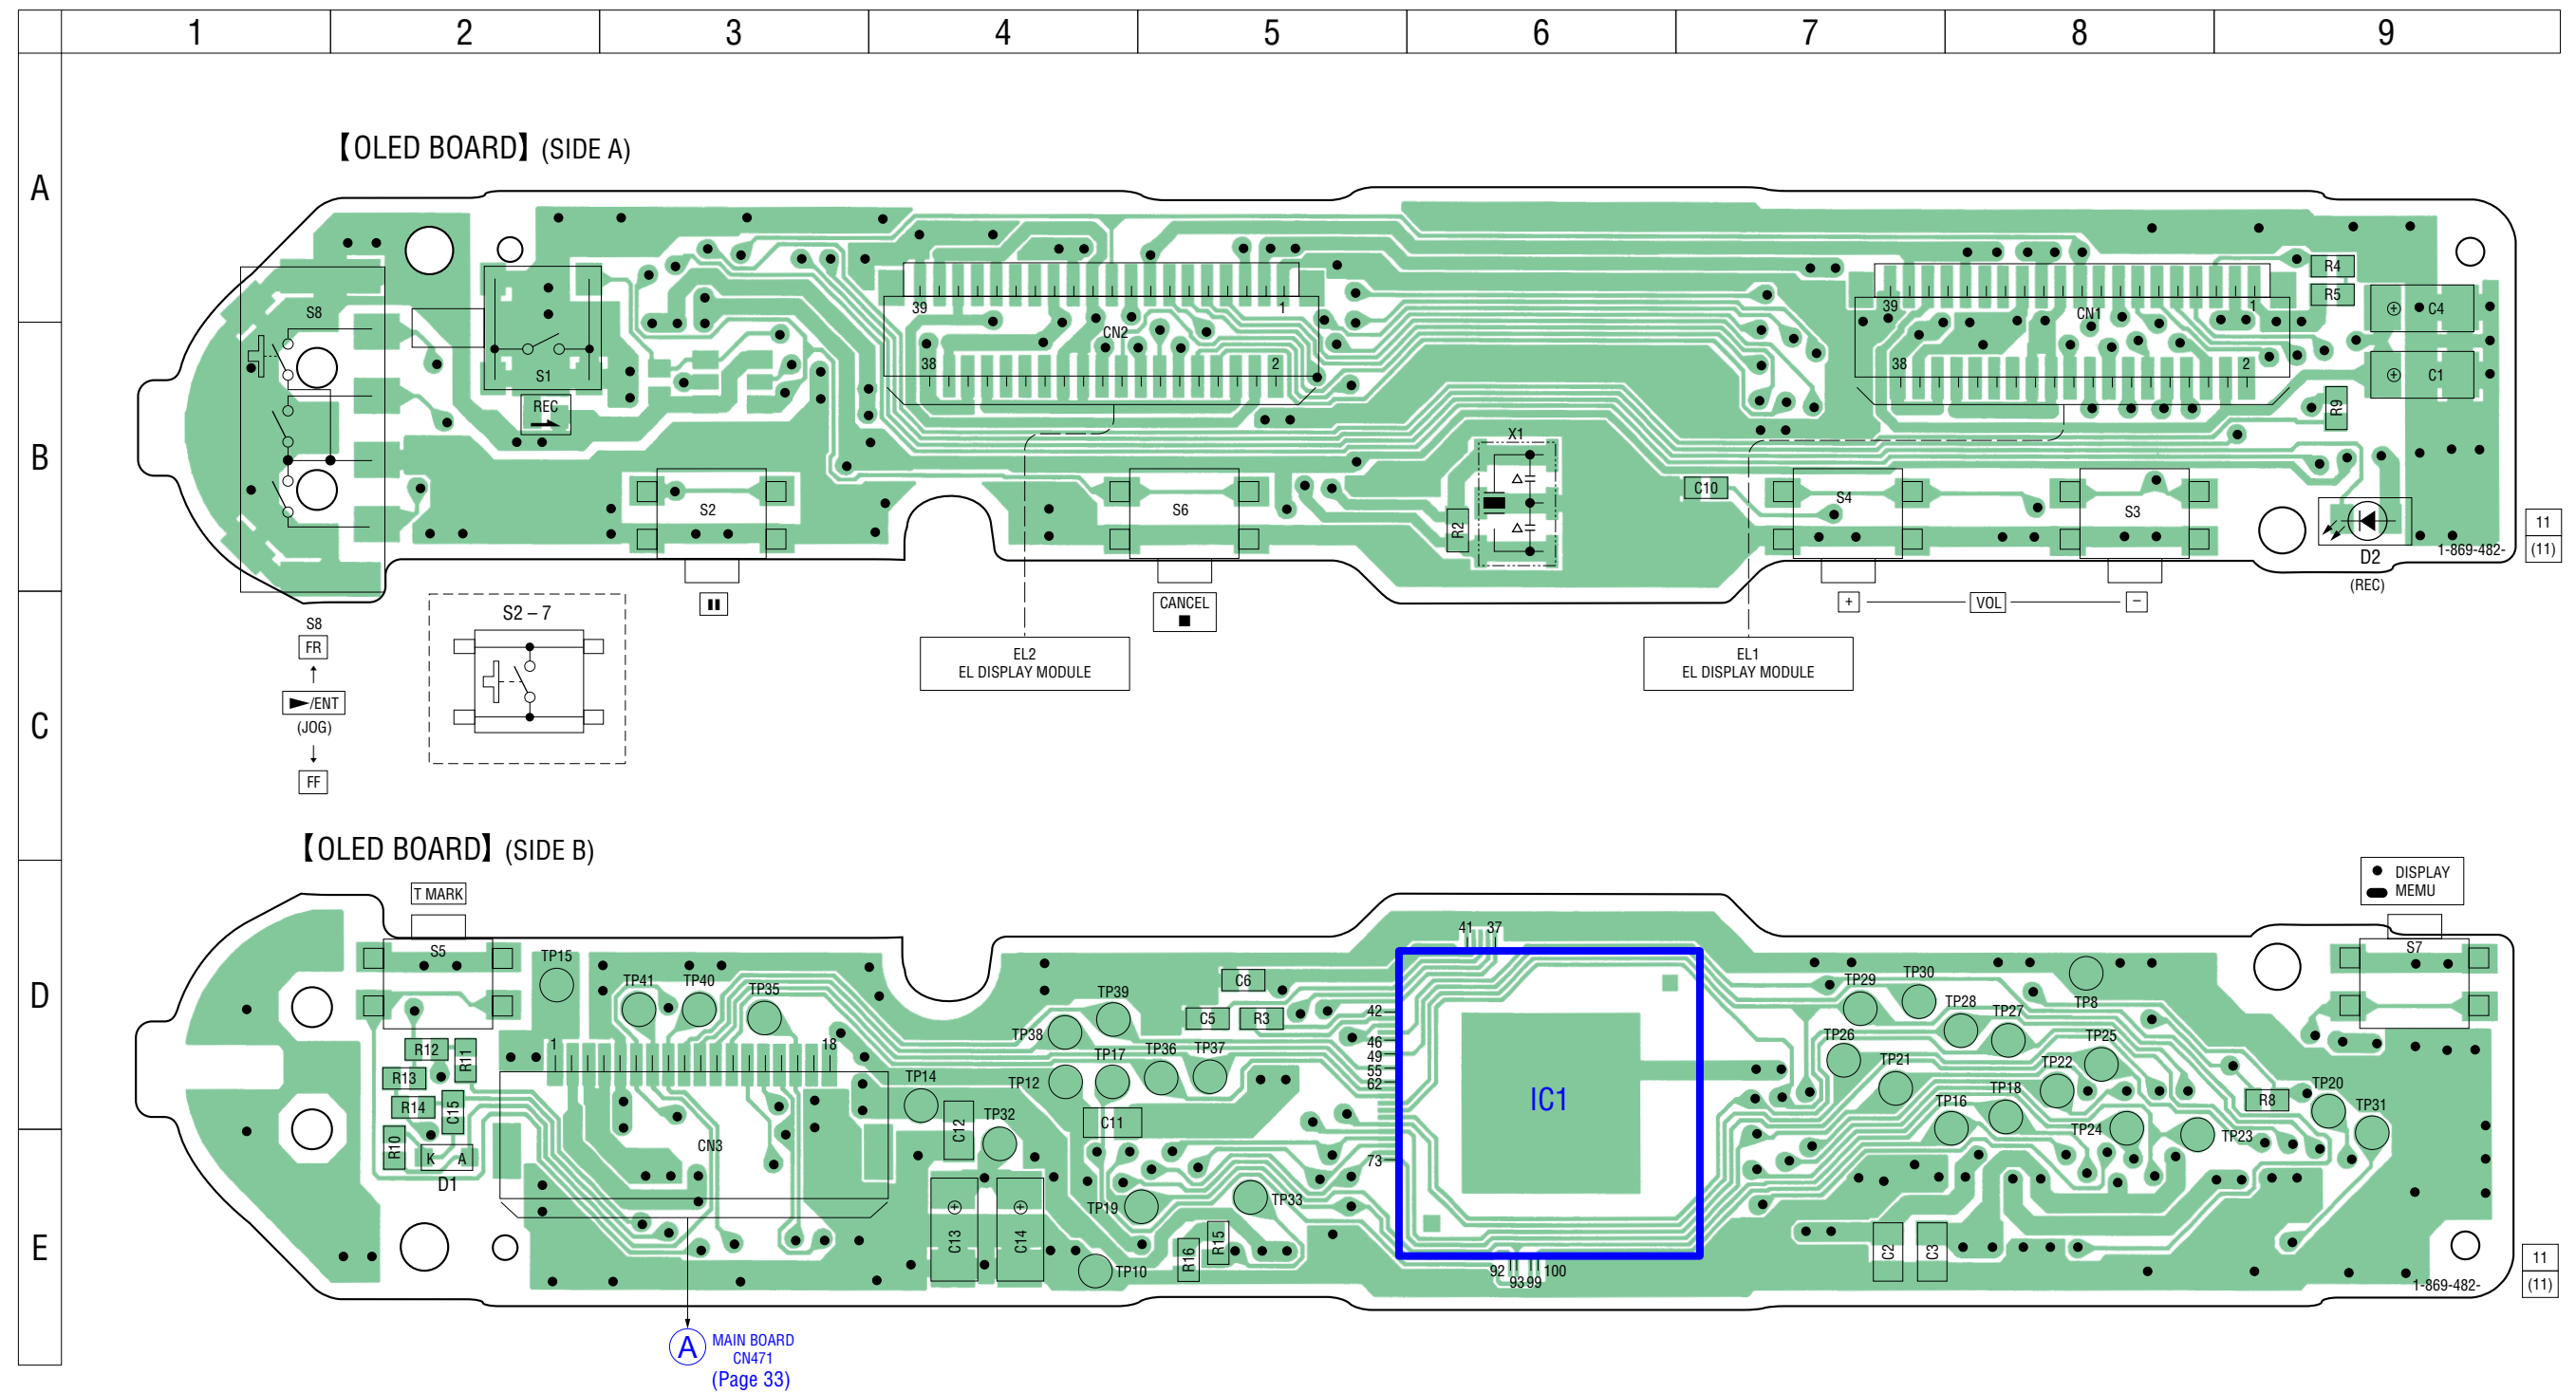 1 2 3 4 5 6 7 8 9
A
B
C
D
E
【OLED BOARD】 (SIDE A)
S8
S1
REC
39
1
CN2
38
2
39
1
CN1
38
2
R4
R5
C4
C1
R9
X1
S2
S6
R2
C10
S4
S3
D2
(REC)
1-869-482-
11
(11)
CANCEL
+ VOL −
S8
FR
/ENT
(JOG)
FF
S2 – 7
EL2
EL DISPLAY MODULE
EL1
EL DISPLAY MODULE
【OLED BOARD】 (SIDE B)
T MARK
DISPLAY
MEMU
S5
TP15
TP41
TP40
TP35
1
18
R12
R11
R13
R14
C15
R10
K A
D1
CN3
TP14
C12
TP32
C13
C14
TP38
TP39
TP12
TP17
TP36
TP37
C11
C6
C5
R3
TP19
TP33
TP10
R16
R15
41 37
42
46
49
55
62
73
IC1
92
93 99
100
TP29
TP30
TP28
TP27
TP8
TP26
TP25
TP21
TP22
TP18
TP16
TP24
TP23
TP20
TP31
R8
S7
C2
C3
1-869-482-
11
(11)
A
MAIN BOARD
CN471
(Page 33)